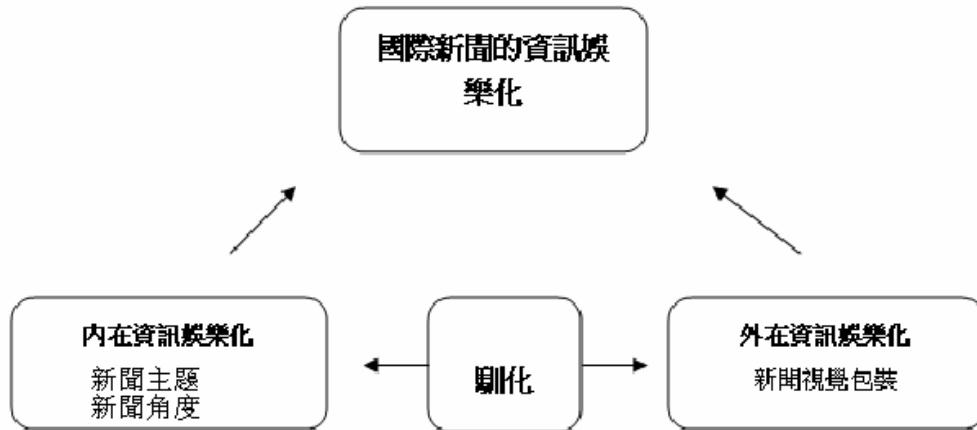 國際新聞的資訊娛
樂化
內在資訊娛樂化
新聞主題
新聞角度
馴化
外在資訊娛樂化
新聞視覺包裝